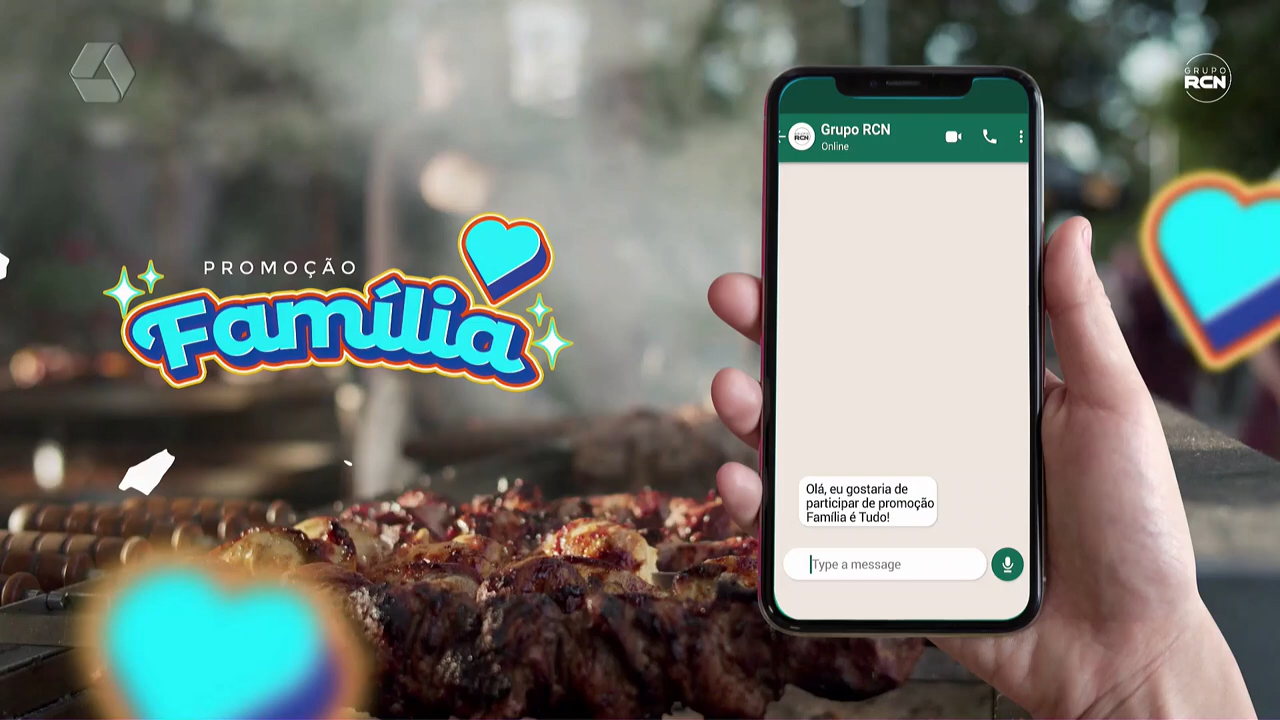 GRUPO
RCN
PROMOÇÃO
Família
Grupo RCN
Online
Olá, eu gostaria de
participar de promoção
Família é Tudo!
Type a message